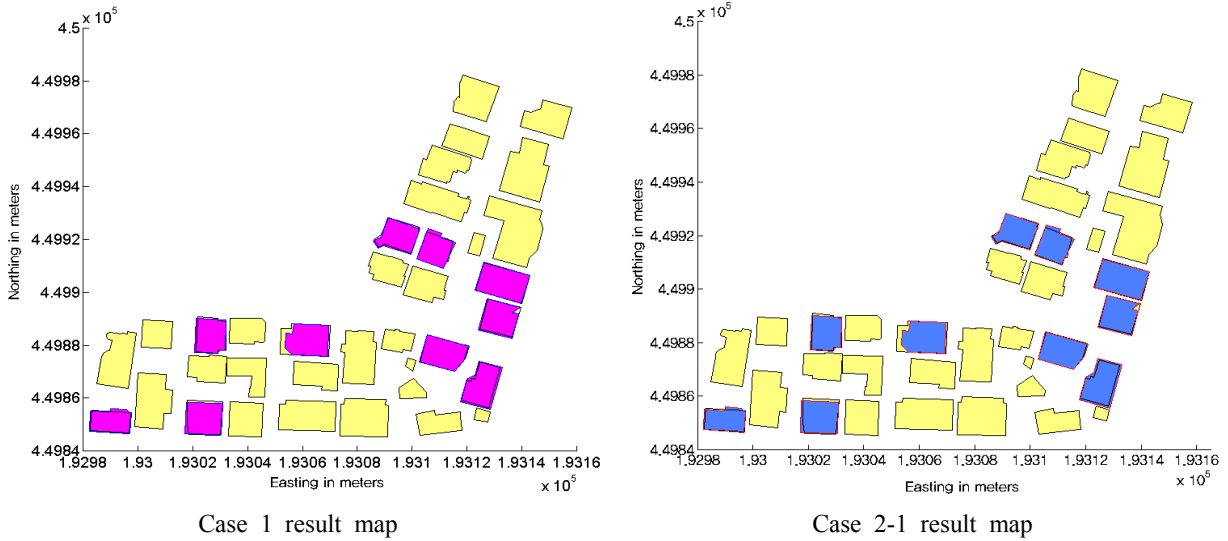 x 10^5
4.5
4.4998
4.4996
4.4994
4.4992
4.499
4.4988
4.4986
4.4984
Northing in meters
1.9298 1.93 1.9302 1.9304 1.9306 1.9308 1.931 1.9312 1.9314 1.9316
Easting in meters
x 10^5
Case 1 result map
x 10^5
4.5
4.4998
4.4996
4.4994
4.4992
4.499
4.4988
4.4986
4.4984
Northing in meters
1.9298 1.93 1.9302 1.9304 1.9306 1.9308 1.931 1.9312 1.9314 1.9316
Easting in meters
x 10^5
Case 2-1 result map